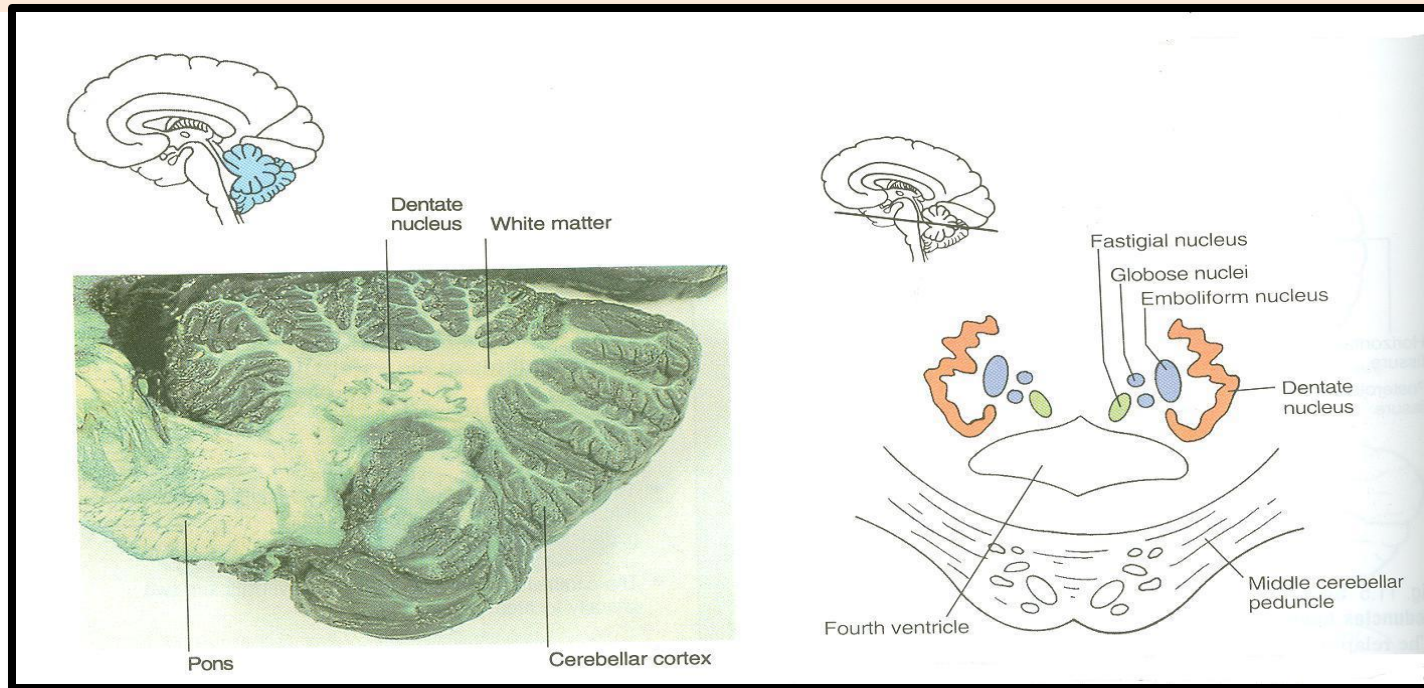 Dentate
nucleus
White matter
Pons
Cerebellar cortex
Fastigial nucleus
Globose nuclei
Emboliform nucleus
Dentate
nucleus
Middle cerebellar
peduncle
Fourth ventricle